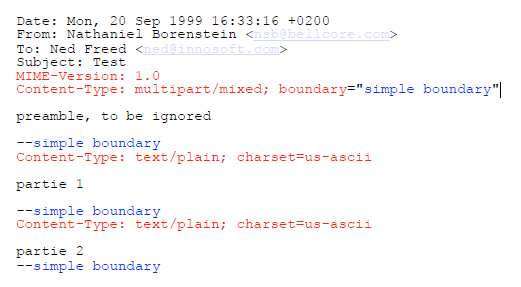 Date: Mon, 20 Sep 1999 16:33:16 +0200
From: Nathaniel Borenstein <nsb@bellcore.com>
To: Ned Freed <ned@innosoft.com>
Subject: Test
MIME-Version: 1.0
Content-Type: multipart/mixed; boundary="simple boundary"
preamble, to be ignored
--simple boundary
Content-Type: text/plain; charset=us-ascii
partie 1
--simple boundary
Content-Type: text/plain; charset=us-ascii
partie 2
--simple boundary